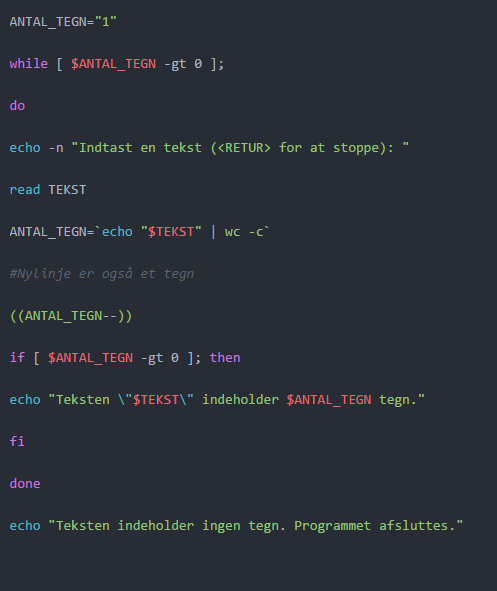 ANTAL_TEGN="1"
while [ $ANTAL_TEGN -gt 0 ];
do
echo -n "Indtast en tekst (<RETUR> for at stoppe): "
read TEKST
ANTAL_TEGN=`echo "$TEKST" | wc -c`
#Nylinje er også et tegn
((ANTAL_TEGN--))
if [ $ANTAL_TEGN -gt 0 ]; then
echo "Teksten \"$TEKST\" indeholder $ANTAL_TEGN tegn."
fi
done
echo "Teksten indeholder ingen tegn. Programmet afsluttes."